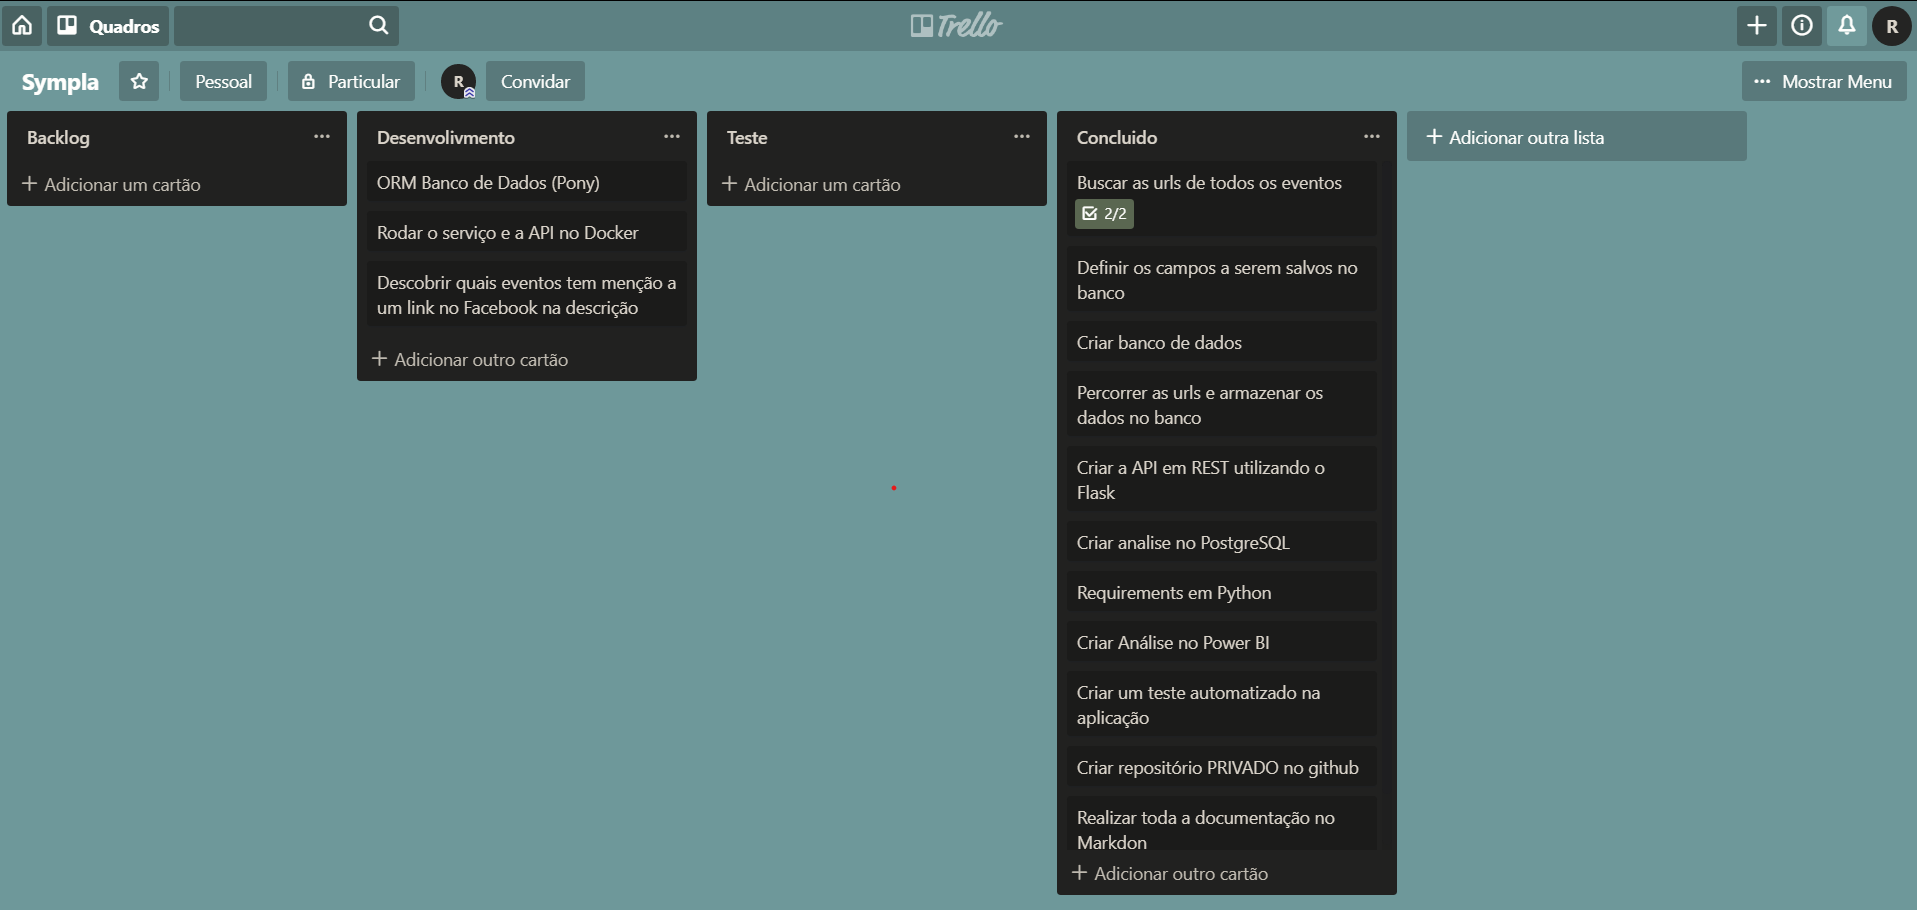 Quadros
Trello
R
Sympla
Pessoal
Particular
R
Convidar
Mostrar Menu
Backlog
Adicionar um cartão
Desenvolivmento
ORM Banco de Dados (Pony)
Rodar o serviço e a API no Docker
Descobrir quais eventos tem menção a
um link no Facebook na descrição
Adicionar outro cartão
Teste
Adicionar um cartão
Concluido
Buscar as urls de todos os eventos
2/2
Definir os campos a serem salvos no
banco
Criar banco de dados
Percorrer as urls e armazenar os
dados no banco
Criar a API em REST utilizando o
Flask
Criar analise no PostgreSQL
Requirements em Python
Criar Análise no Power BI
Criar um teste automatizado na
aplicação
Criar repositório PRIVADO no github
Realizar toda a documentação no
Markdon
Adicionar outro cartão
Adicionar outra lista